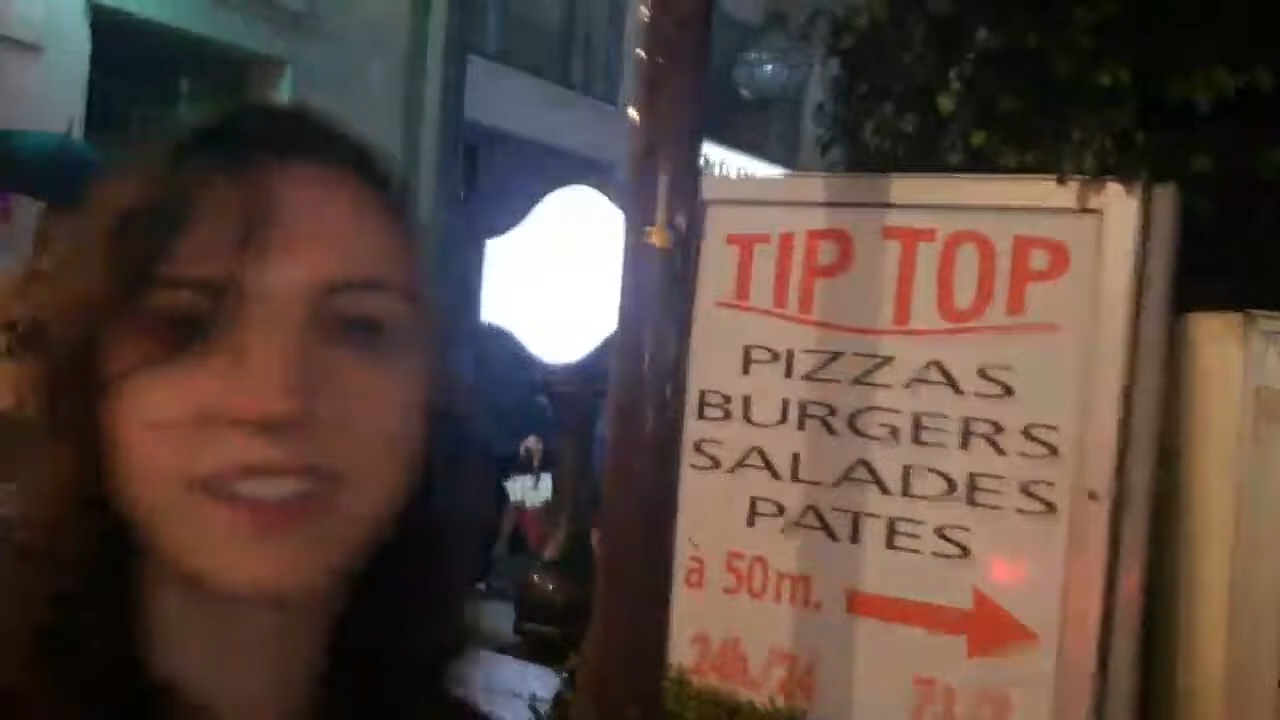 TIP TOP
PIZZAS
BURGERS
SALADES
PATES
à 50m.
24h./24